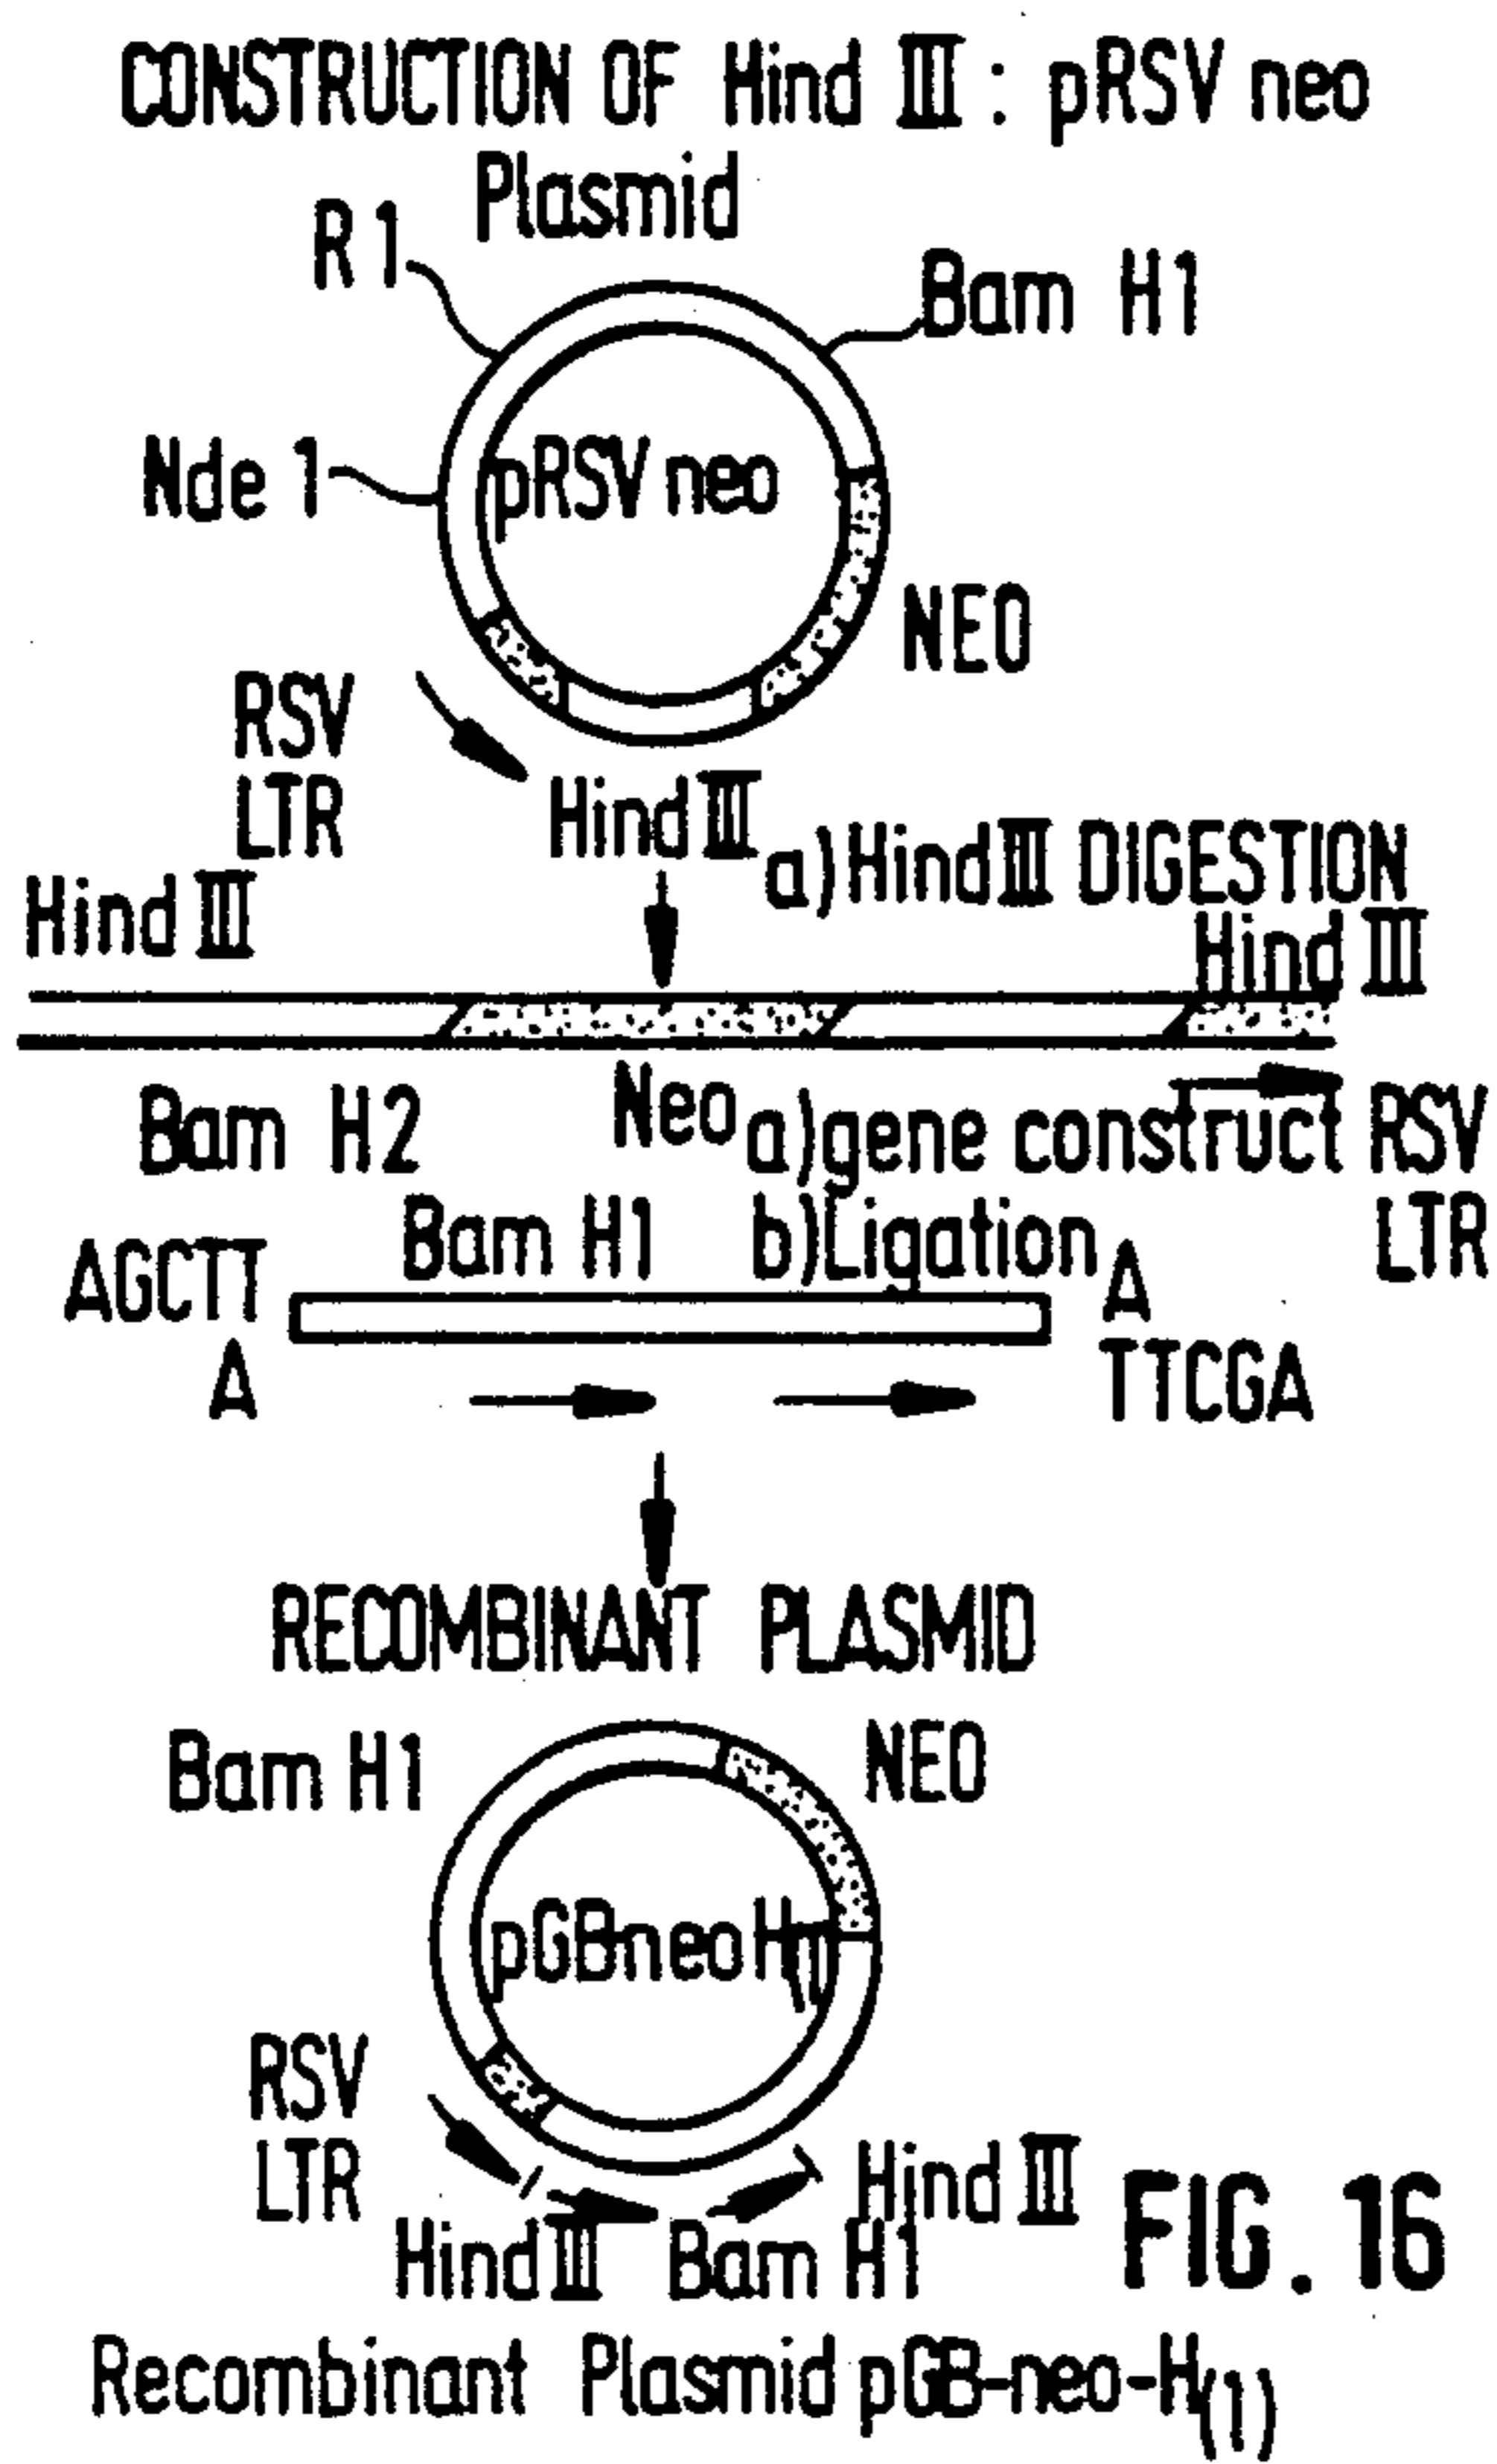 CONSTRUCTION OF Hind III : pRSV neo
Plasmid
R 1
Bam H1
Nde 1
pRSV neo
NEO
RSV
LTR
Hind III
a) Hind III DIGESTION
Hind III
Hind III
Bam H2
Neo
a) gene construct
RSV
LTR
Bam H1
b) Ligation
AGCTT
A
A
TTCGA
RECOMBINANT PLASMID
Bam H1
NEO
pGBneoH(1)
RSV
LTR
Hind III
Hind III
Bam H1
FIG. 16
Recombinant Plasmid pGB-neo-H(1)